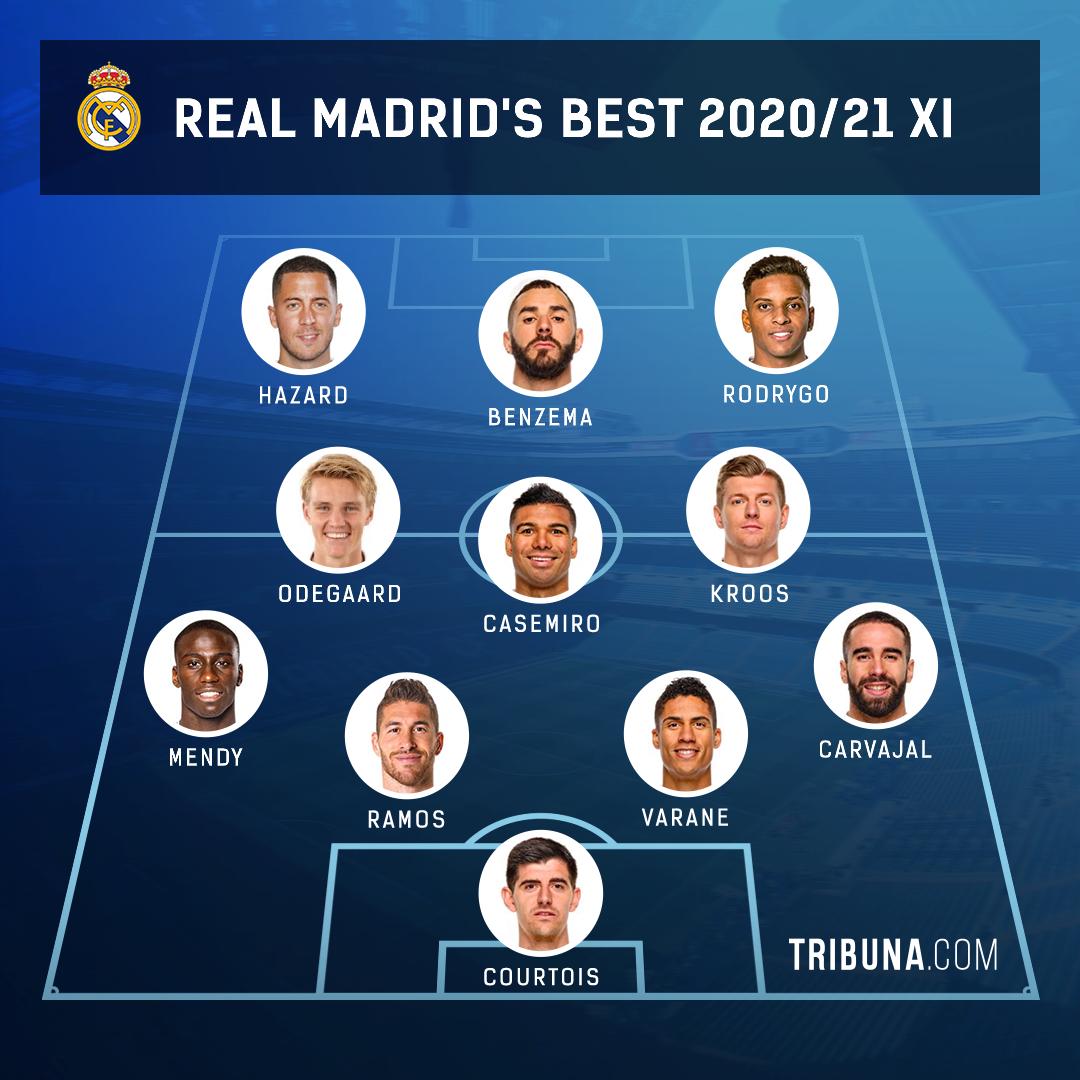 REAL MADRID'S BEST 2020/21 XI
HAZARD
BENZEMA
RODRYGO
ODEGAARD
CASEMIRO
KROOS
MENDY
RAMOS
VARANE
CARVAJAL
COURTOIS
TRIBUNA.COM